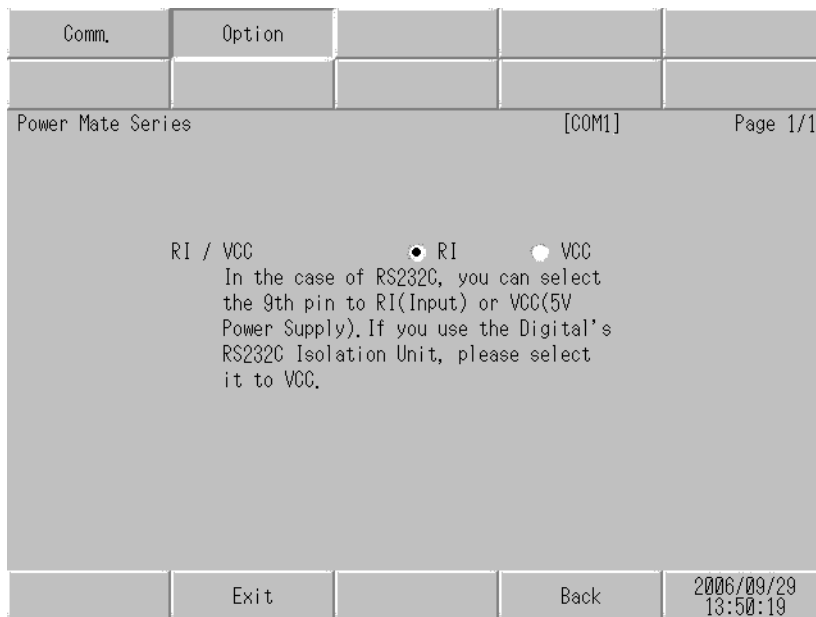 Comm. Option
Power Mate Series [COM1] Page 1/1
RI / VCC RI VCC
In the case of RS232C, you can select
the 9th pin to RI(Input) or VCC(5V
Power Supply).If you use the Digital's
RS232C Isolation Unit, please select
it to VCC.
Exit Back 2006/09/29
13:50:19